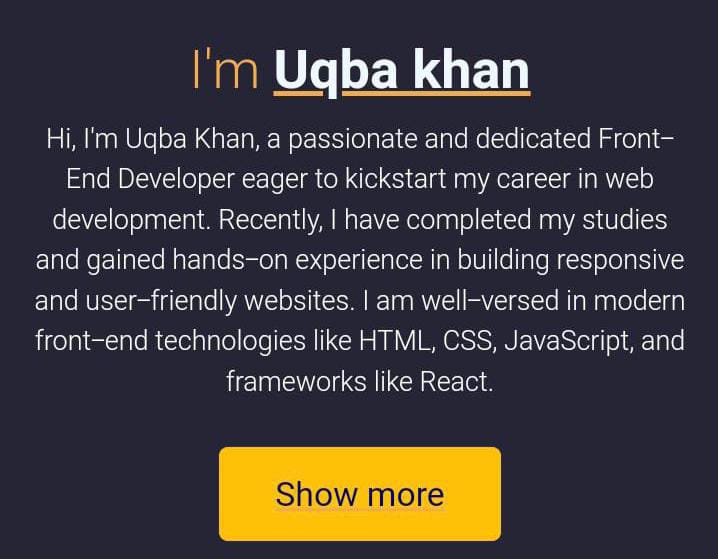 I'm Uqba khan
Hi, I'm Uqba Khan, a passionate and dedicated Front-
End Developer eager to kickstart my career in web
development. Recently, I have completed my studies
and gained hands-on experience in building responsive
and user-friendly websites. I am well-versed in modern
front-end technologies like HTML, CSS, JavaScript, and
frameworks like React.
Show more